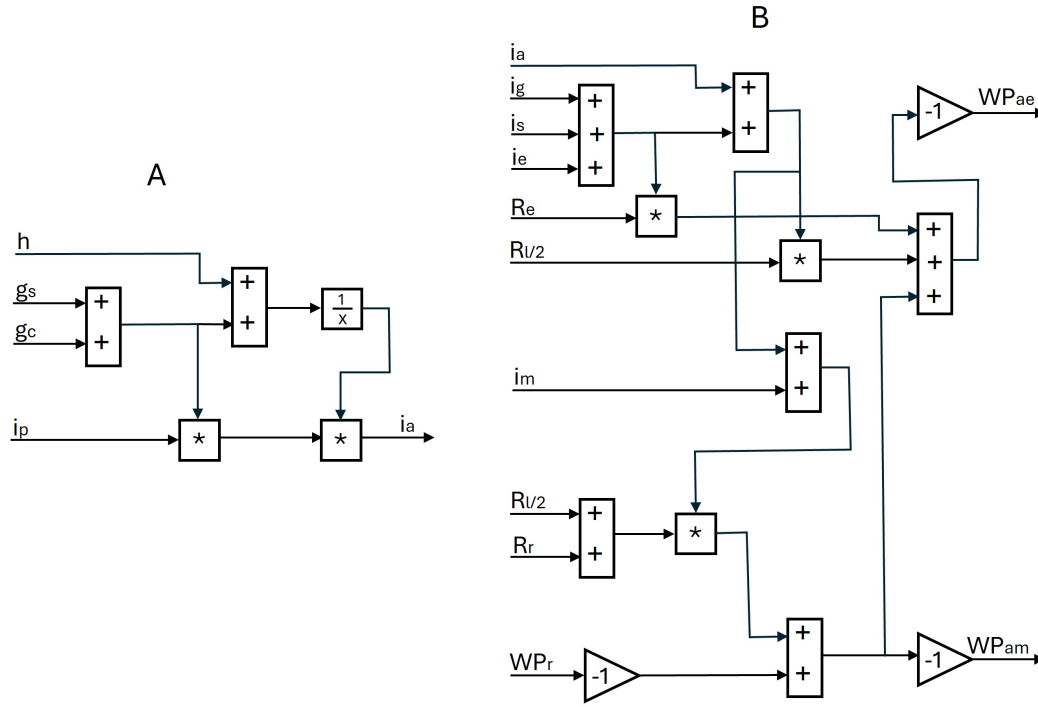 A
h
gs
gc
+
+
+
+
1
x
ip
*
*
ia
B
ia
ig
is
ie
+
+
+
+
+
-1
WPae
Re
*
Rl/2
*
+
+
+
im
+
+
Rl/2
Rr
+
+
*
WPr
-1
+
+
-1
WPam